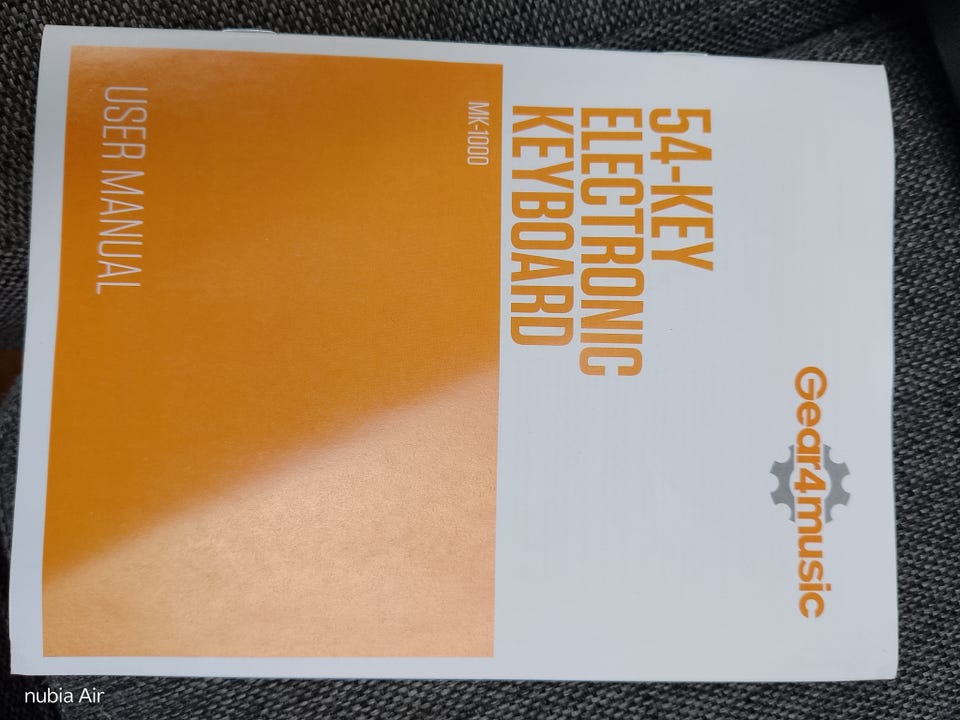 Gear4music
54-KEY
ELECTRONIC
KEYBOARD
MK-1000
USER MANUAL
nubia Air